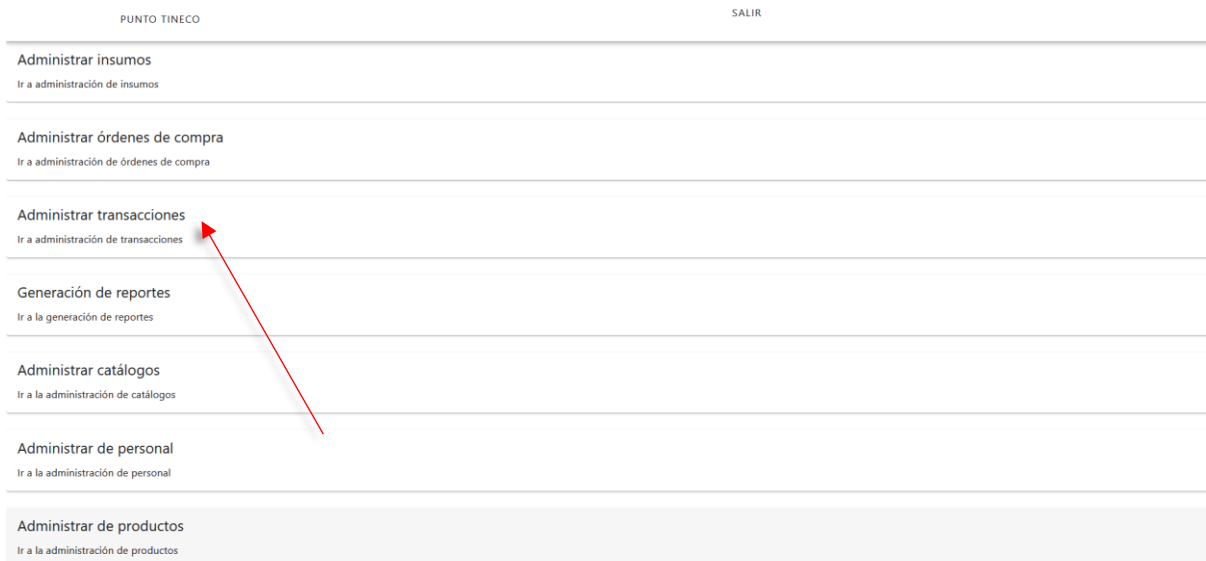 PUNTO TINECO
SALIR
Administrar insumos
Ir a administración de insumos
Administrar órdenes de compra
Ir a administración de órdenes de compra
Administrar transacciones
Ir a administración de transacciones
Generación de reportes
Ir a la generación de reportes
Administrar catálogos
Ir a la administración de catálogos
Administrar de personal
Ir a la administración de personal
Administrar de productos
Ir a la administración de productos